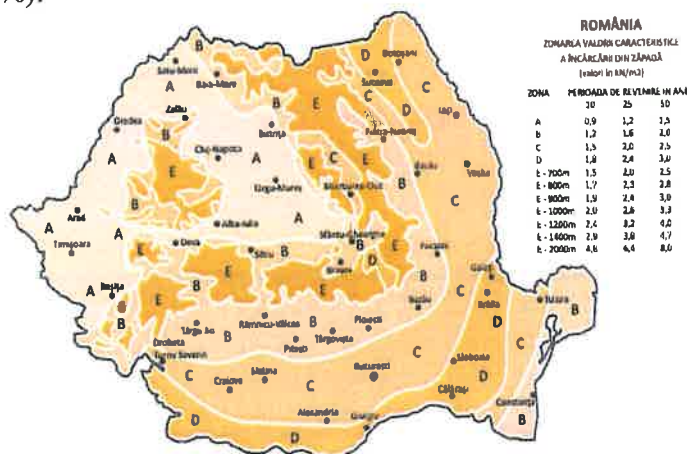 ROMÂNIA
ZONAREA VALORII CARACTERISTICE
A ÎNCĂRCĂRII DIN ZĂPADĂ
(valori în kN/m2)
ZONA PERIOADA DE REVENIRE IN ANI
10 25 50
A 0,9 1,2 1,5
B 1,2 1,6 2,0
C 1,5 2,0 2,5
D 1,8 2,4 3,0
E - 700m 1,5 2,0 2,5
E - 800m 1,7 2,3 2,8
E - 900m 1,9 2,4 3,0
E - 1000m 2,0 2,6 3,3
E - 1200m 2,4 3,2 4,0
E - 1400m 2,9 3,8 4,7
E - 2000m 4,8 6,4 8,0
B
D
Botoșani
Satu-Mare
Baia-Mare
Suceava
A
B
E
C
C
Zalău
D
Iași
Oradea
B
Bistrița
B
Piatra-Neamț
A
Cluj-Napoca
A
E
C
E
Bacău
Vaslui
E
Târgu-Mureș
Miercurea-Ciuc
B
B
Arad
Alba-Iulia
A
E
C
A
A
Sfântu-Gheorghe
Timișoara
Deva
Sibiu
B
Focșani
E
B
E
E
Brașov
D
E
Galați
A
Reșița
E
B
E
B
Buzău
C
Brăila
Tulcea
B
B
Târgu Jiu
Râmnicu-Vâlcea
B
Ploiești
D
Drobeta
Turnu Severin
B
Pitești
Târgoviște
C
C
Craiova
Slatina
C
București
C
Slobozia
D
Călărași
Constanța
D
Alexandria
Giurgiu
B
D
D